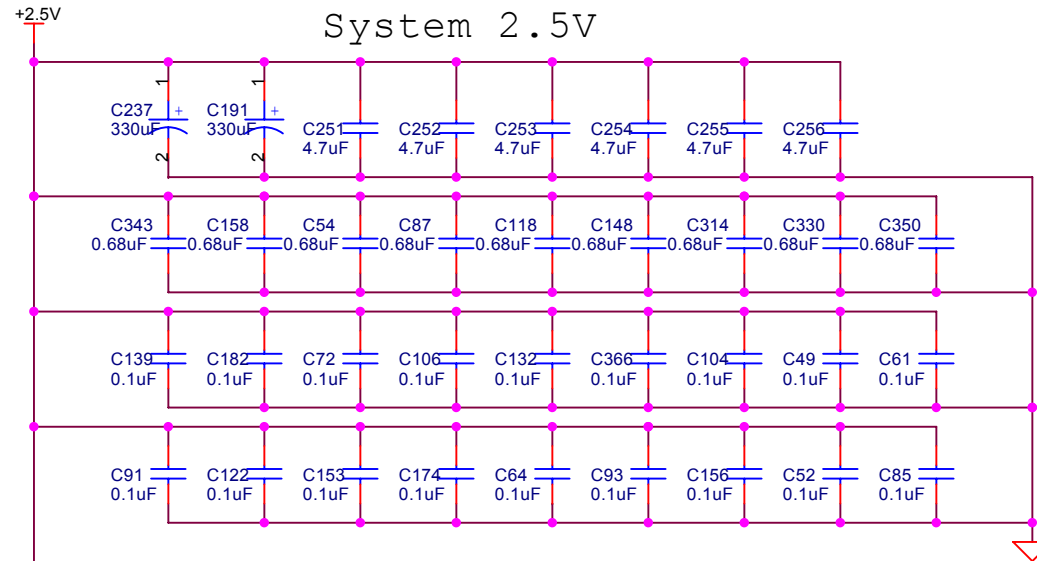 +2.5V
System 2.5V
1 1
C237 + C191 + C251 C252 C253 C254 C255 C256
330uF 330uF 4.7uF 4.7uF 4.7uF 4.7uF 4.7uF 4.7uF
2 2
C343 C158 C54 C87 C118 C148 C314 C330 C350
0.68uF 0.68uF 0.68uF 0.68uF 0.68uF 0.68uF 0.68uF 0.68uF 0.68uF
C139 C182 C72 C106 C132 C366 C104 C49 C61
0.1uF 0.1uF 0.1uF 0.1uF 0.1uF 0.1uF 0.1uF 0.1uF 0.1uF
C91 C122 C153 C174 C64 C93 C156 C52 C85
0.1uF 0.1uF 0.1uF 0.1uF 0.1uF 0.1uF 0.1uF 0.1uF 0.1uF